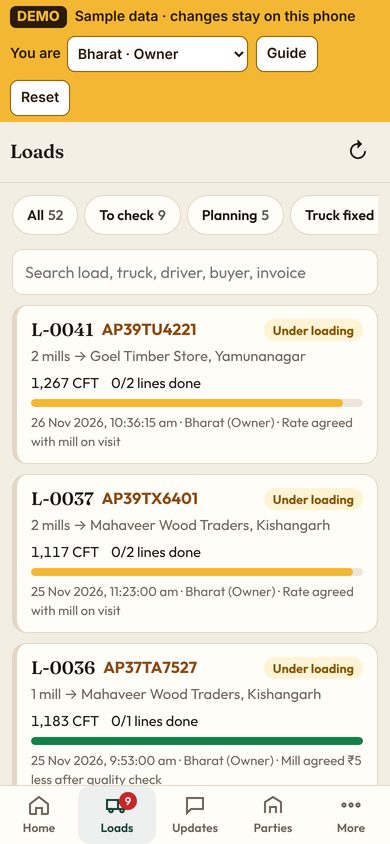 DEMO Sample data · changes stay on this phone
You are Bharat · Owner Guide
Reset
Loads
All 52 To check 9 Planning 5 Truck fixed
Search load, truck, driver, buyer, invoice
L-0041 AP39TU4221 Under loading
2 mills → Goel Timber Store, Yamunanagar
1,267 CFT 0/2 lines done
26 Nov 2026, 10:36:15 am · Bharat (Owner) · Rate agreed
with mill on visit
L-0037 AP39TX6401 Under loading
2 mills → Mahaveer Wood Traders, Kishangarh
1,117 CFT 0/2 lines done
25 Nov 2026, 11:23:00 am · Bharat (Owner) · Rate agreed
with mill on visit
L-0036 AP37TA7527 Under loading
1 mill → Mahaveer Wood Traders, Kishangarh
1,183 CFT 0/1 lines done
25 Nov 2026, 9:53:00 am · Bharat (Owner) · Mill agreed ₹5
less after quality check
9
Home Loads Updates Parties More